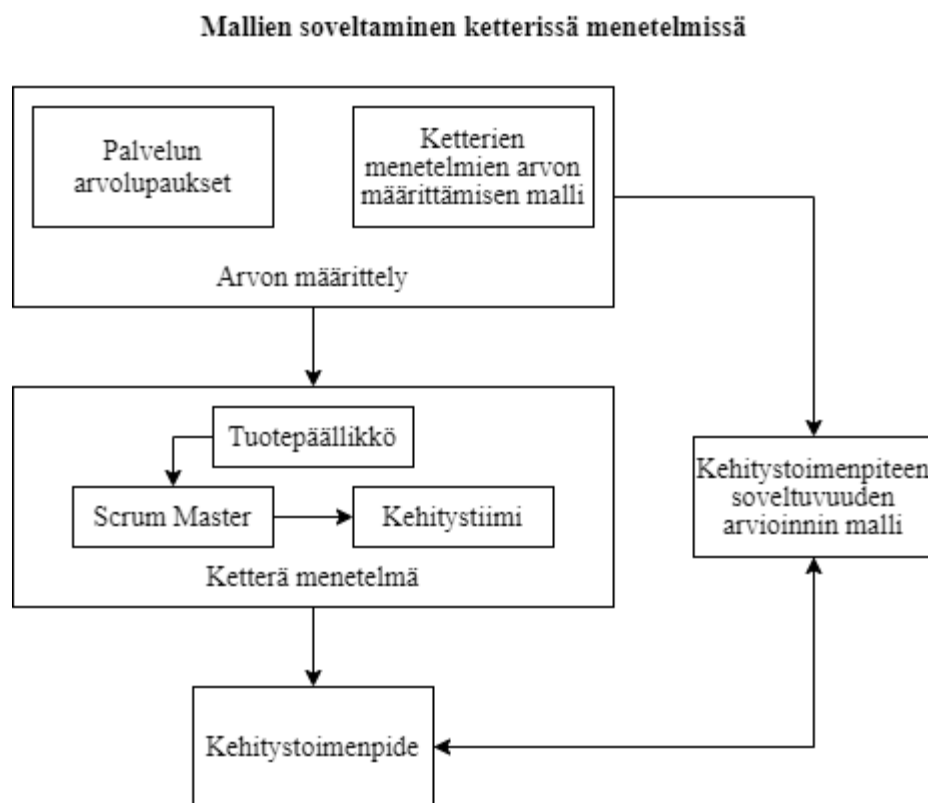 Mallien soveltaminen ketterissä menetelmissä
Palvelun
arvolupaukset
Ketterien
menetelmien arvon
määrittämisen malli
Arvon määrittely
Tuotepäällikkö
Scrum Master
Kehitystiimi
Ketterä menetelmä
Kehitystoimenpiteen
soveltuvuuden
arvioinnin malli
Kehitystoimenpide